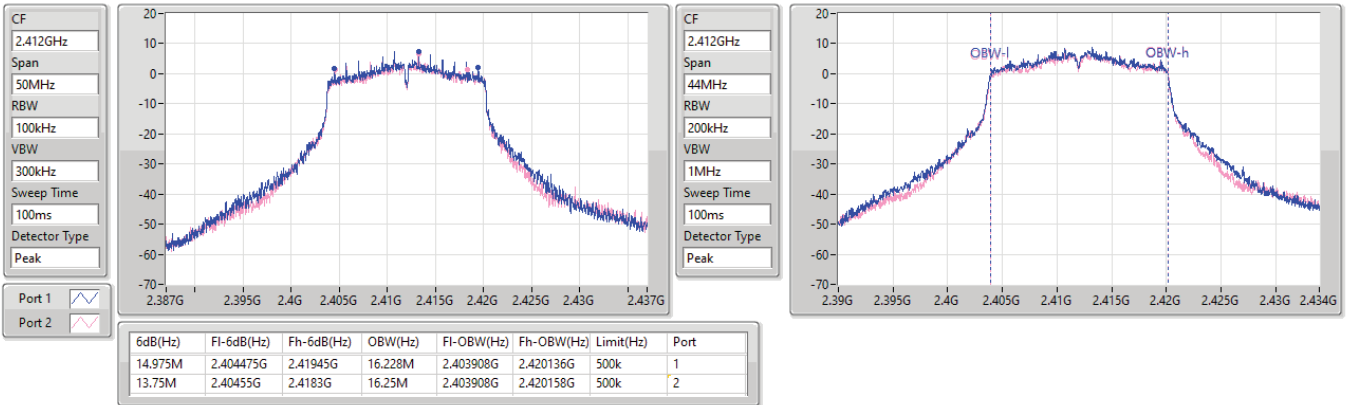 CF
2.412GHz
Span
50MHz
RBW
100kHz
VBW
300kHz
Sweep Time
100ms
Detector Type
Peak
Port 1
Port 2
20
10
0
-10
-20
-30
-40
-50
-60
-70
2.387G 2.395G 2.4G 2.405G 2.41G 2.415G 2.42G 2.425G 2.43G 2.437G
CF
2.412GHz
Span
44MHz
RBW
200kHz
VBW
1MHz
Sweep Time
100ms
Detector Type
Peak
20
10
0
-10
-20
-30
-40
-50
-60
-70
OBW-l OBW-h
2.39G 2.395G 2.4G 2.405G 2.41G 2.415G 2.42G 2.425G 2.43G 2.434G
6dB(Hz) Fl-6dB(Hz) Fh-6dB(Hz) OBW(Hz) Fl-OBW(Hz) Fh-OBW(Hz) Limit(Hz) Port
14.975M 2.404475G 2.41945G 16.228M 2.403908G 2.420136G 500k 1
13.75M 2.40455G 2.4183G 16.25M 2.403908G 2.420158G 500k 2